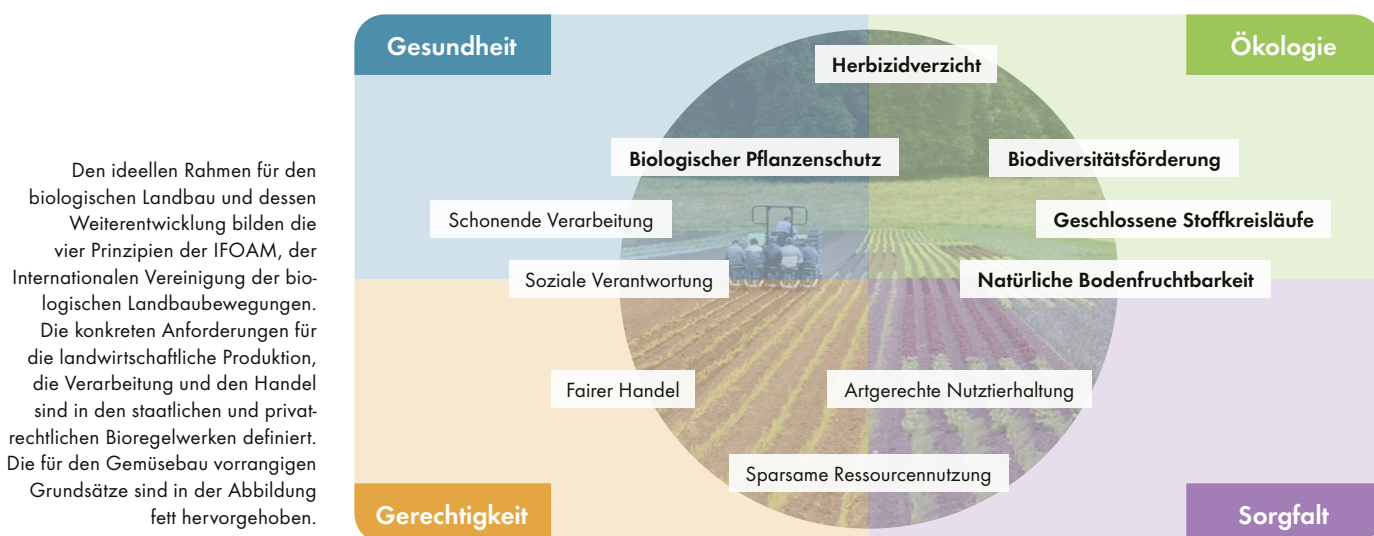 Den ideellen Rahmen für den
biologischen Landbau und dessen
Weiterentwicklung bilden die
vier Prinzipien der IFOAM, der
Internationalen Vereinigung der bio-
logischen Landbaubewegungen.
Die konkreten Anforderungen für
die landwirtschaftliche Produktion,
die Verarbeitung und den Handel
sind in den staatlichen und privat-
rechtlichen Bioregelwerken definiert.
Die für den Gemüsebau vorrangigen
Grundsätze sind in der Abbildung
fett hervorgehoben.
Gesundheit
Ökologie
Herbizidverzicht
Biologischer Pflanzenschutz
Biodiversitätsförderung
Schonende Verarbeitung
Geschlossene Stoffkreisläufe
Soziale Verantwortung
Natürliche Bodenfruchtbarkeit
Fairer Handel
Artgerechte Nutztierhaltung
Sparsame Ressourcennutzung
Gerechtigkeit
Sorgfalt